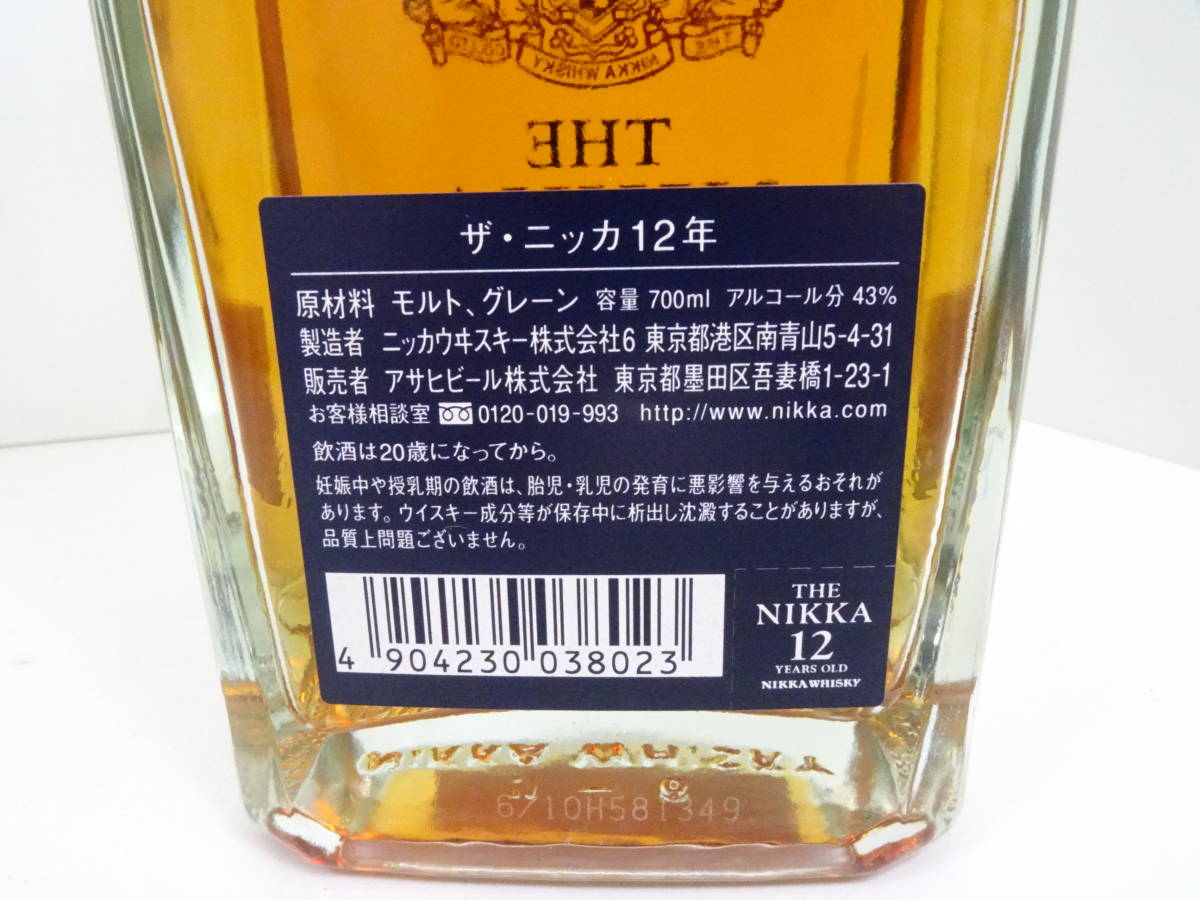 THE
NIKKA WHISKY
THE
ザ・ニッカ12年
原材料 モルト、グレーン 容量 700ml アルコール分 43%
製造者 ニッカウヰスキー株式会社6 東京都港区南青山5-4-31
販売者 アサヒビール株式会社 東京都墨田区吾妻橋1-23-1
お客様相談室 0120-019-993 http://www.nikka.com
飲酒は20歳になってから。
妊娠中や授乳期の飲酒は、胎児・乳児の発育に悪影響を与えるおそれが
あります。ウイスキー成分等が保存中に析出し沈澱することがありますが、
品質上問題ございません。
4 904230 038023
THE
NIKKA
12
YEARS OLD
NIKKA WHISKY
6/10H581349